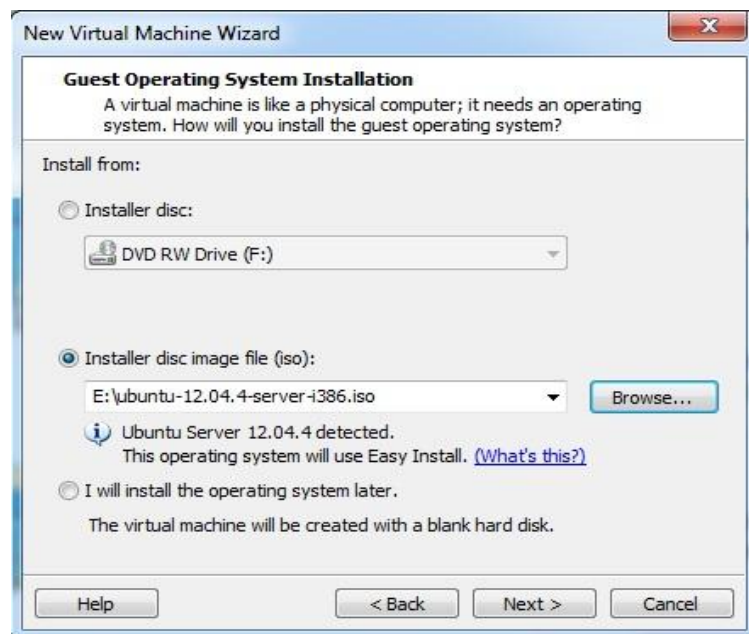 New Virtual Machine Wizard
Guest Operating System Installation
A virtual machine is like a physical computer; it needs an operating
system. How will you install the guest operating system?
Install from:
Installer disc:
DVD RW Drive (F:)
Installer disc image file (iso):
E:\ubuntu-12.04.4-server-i386.iso
Browse...
Ubuntu Server 12.04.4 detected.
This operating system will use Easy Install. (What's this?)
I will install the operating system later.
The virtual machine will be created with a blank hard disk.
Help
< Back
Next >
Cancel